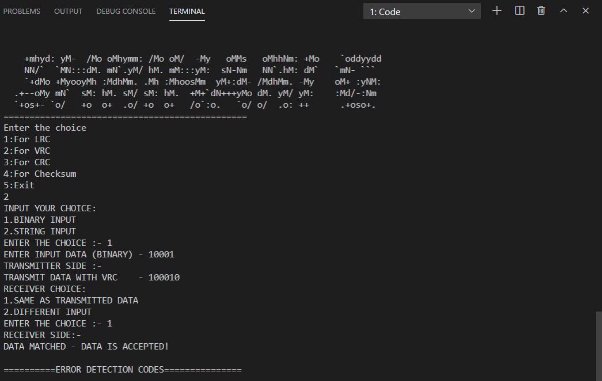 PROBLEMS OUTPUT DEBUG CONSOLE TERMINAL 1: Code
+mhyd: yM- /Mo oMhymm: /Mo oM/ -My oMMs oMhhNm: +Mo `oddyydd
NN/` `MN:::dM. mN`.yM/ hM. mM:::yM: sN-Nm NN`.hM: dM` `mN- ```
`+dMo +MyooyMh :MdhMm. .Mh :MhoosMm yM+:dM- /MdhMm. -My oM+ :yNM:
.+--oMy mN` sM: hM. sM/ sM: hM. +M+`dN+++yMo dM. yM/ yM: :Md/-:Nm
`+os+- `o/ +o o+ .o/ +o o+ /o`:o. `o/ o/ .o: ++ .+oso+.
===============================================
Enter the choice
1:For LRC
2:For VRC
3:For CRC
4:For Checksum
5:Exit
2
INPUT YOUR CHOICE:
1.BINARY INPUT
2.STRING INPUT
ENTER THE CHOICE :- 1
ENTER INPUT DATA (BINARY) - 10001
TRANSMITTER SIDE :-
TRANSMIT DATA WITH VRC - 100010
RECEIVER CHOICE:
1.SAME AS TRANSMITTED DATA
2.DIFFERENT INPUT
ENTER THE CHOICE :- 1
RECEIVER SIDE:-
DATA MATCHED - DATA IS ACCEPTED!
==========ERROR DETECTION CODES===============